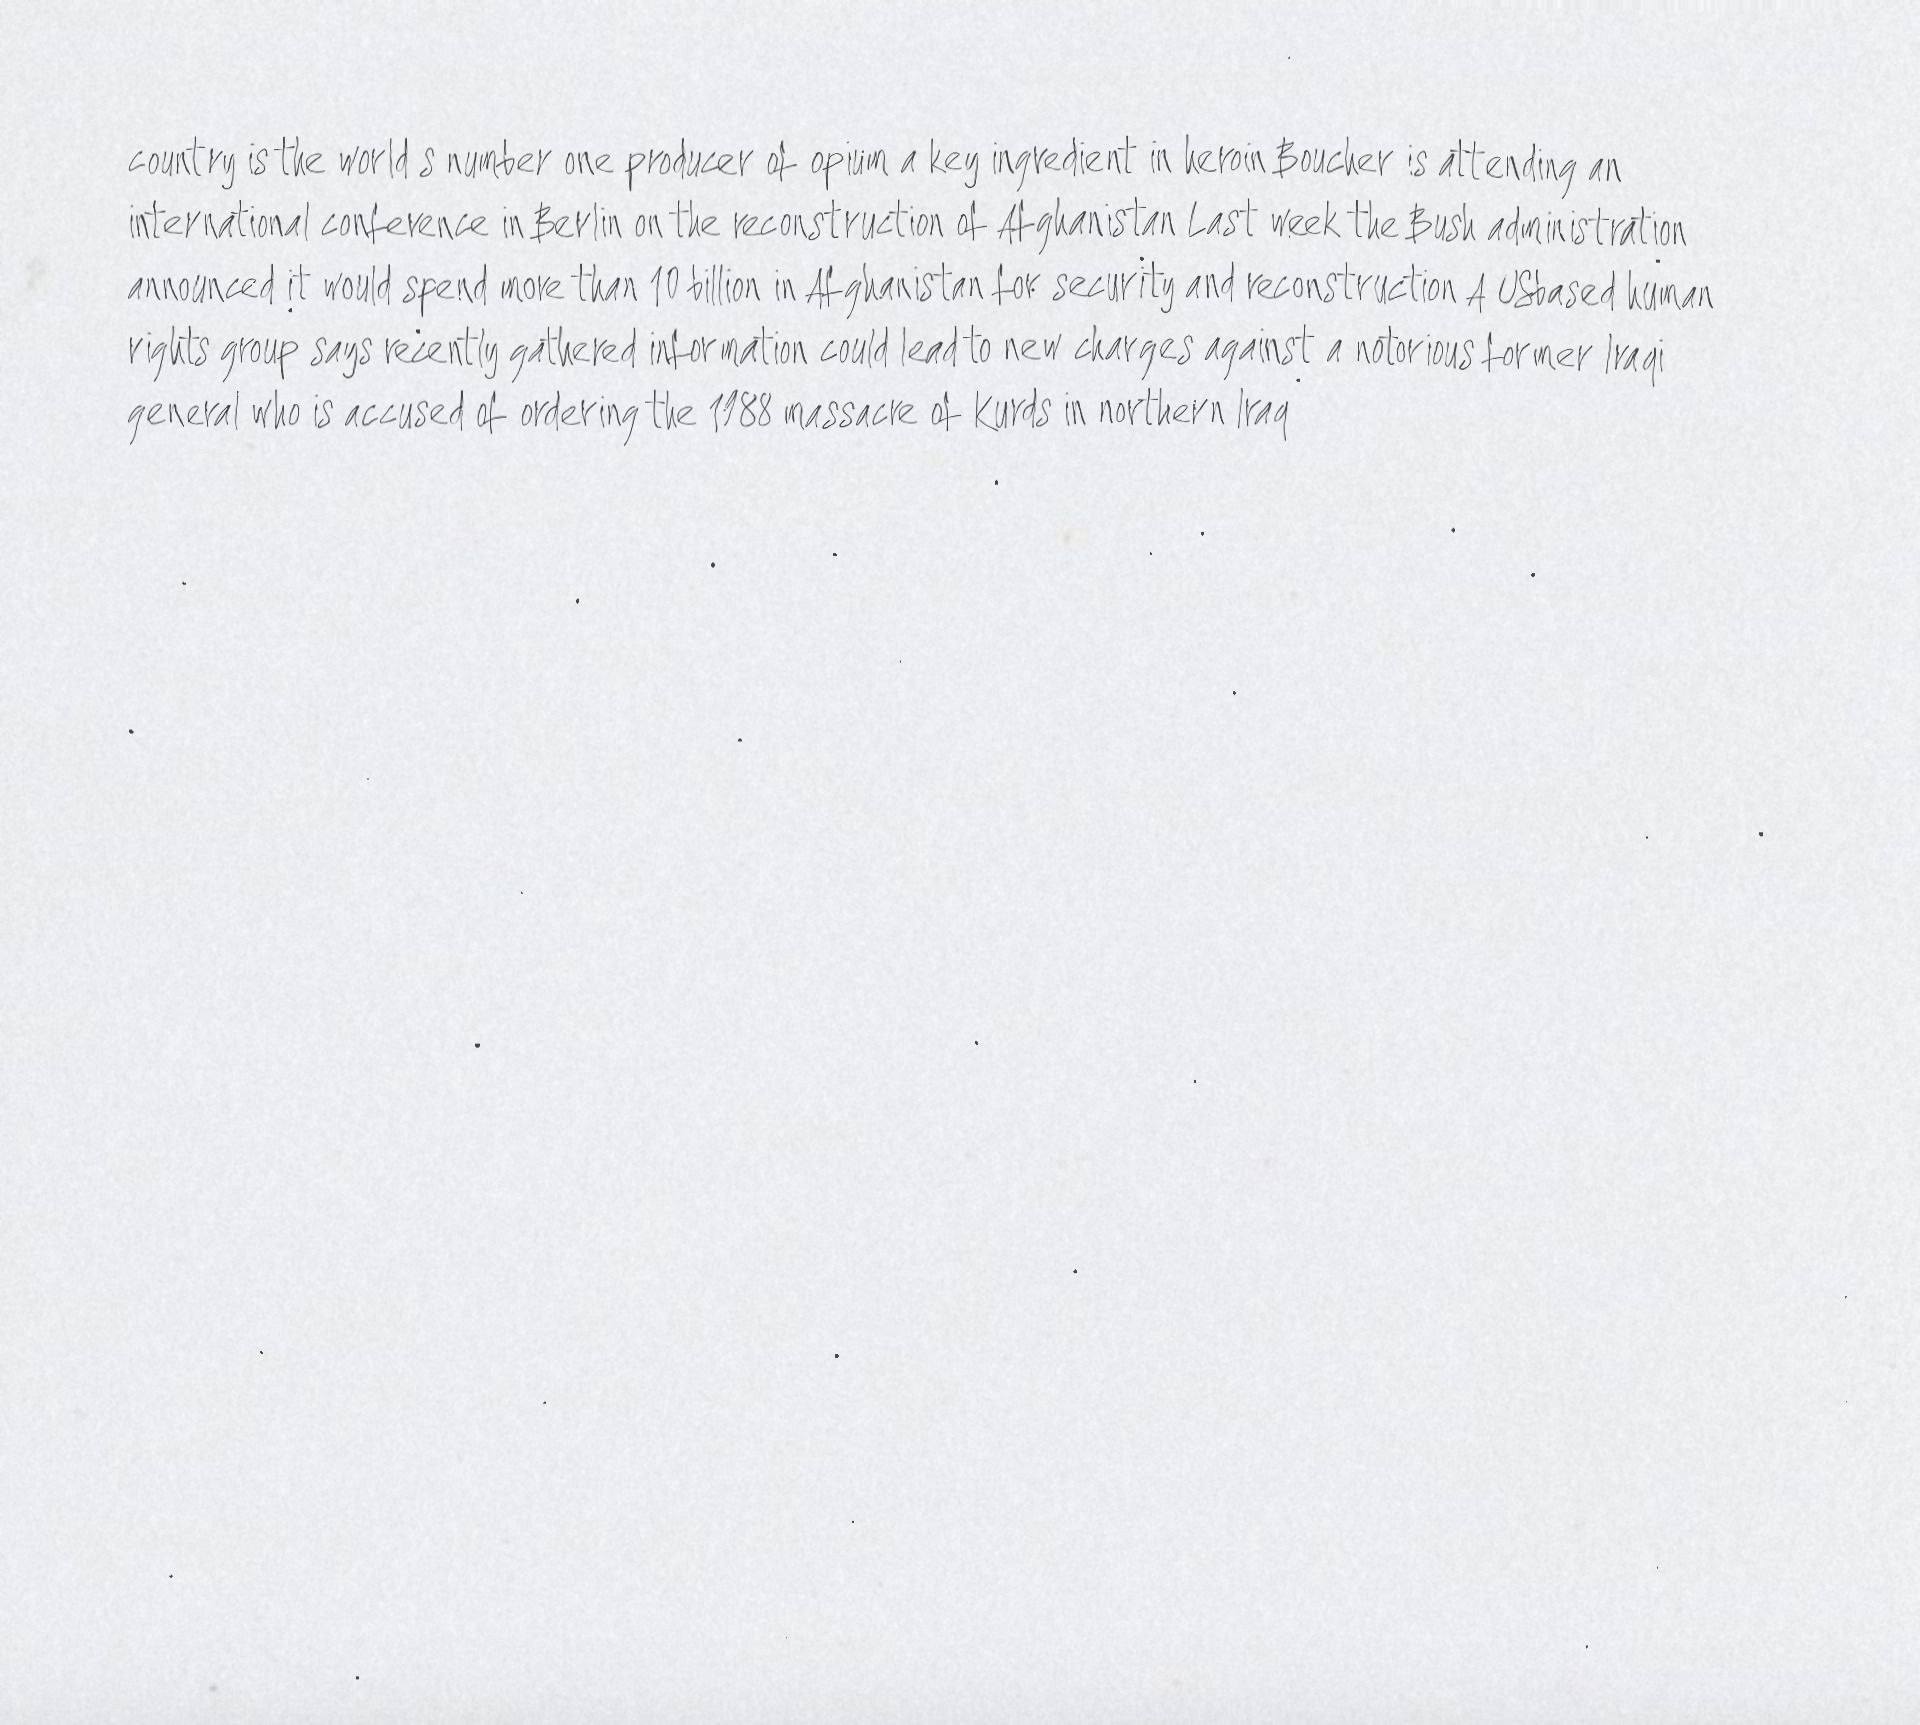 country is the world s number one producer of opium a key ingredient in heroin Boucher is attending an
international conference in Berlin on the reconstruction of Afghanistan Last week the Bush administration
announced it would spend more than 10 billion in Afghanistan for security and reconstruction A USbased human
rights group says recently gathered information could lead to new charges against a notorious former Iraqi
general who is accused of ordering the 1988 massacre of Kurds in northern Iraq